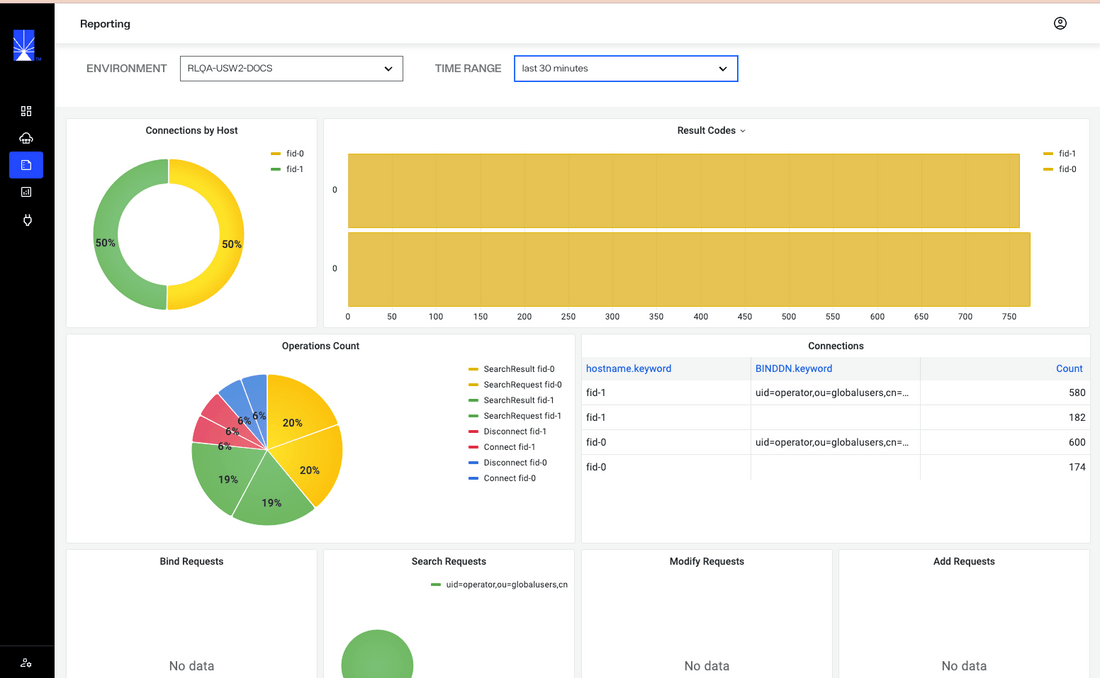 Reporting
ENVIRONMENT RLQA-USW2-DOCS TIME RANGE last 30 minutes
Connections by Host
fid-0
fid-1
50% 50%
Result Codes
fid-1
fid-0
0
0
0 50 100 150 200 250 300 350 400 450 500 550 600 650 700 750
Operations Count
SearchResult fid-0
SearchRequest fid-0
SearchResult fid-1
SearchRequest fid-1
Disconnect fid-1
Connect fid-1
Disconnect fid-0
Connect fid-0
6%
6%
20%
6%
6%
20%
19%
19%
Connections
hostname.keyword BINDDN.keyword Count
fid-1 uid=operator,ou=globalusers,cn=... 580
fid-1 182
fid-0 uid=operator,ou=globalusers,cn=... 600
fid-0 174
Bind Requests
No data
Search Requests
uid=operator,ou=globalusers,cn
Modify Requests
No data
Add Requests
No data